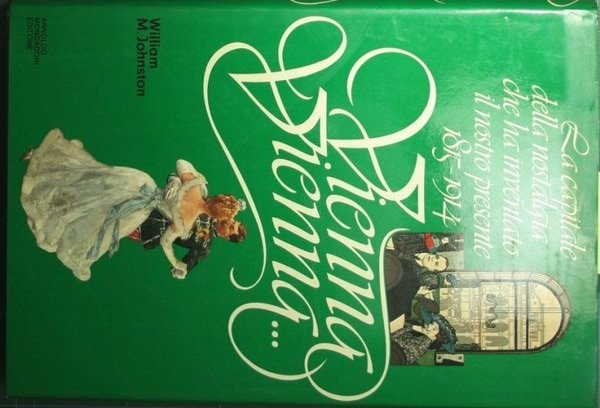 La capitale
della nostalgia
che ha inventato
il nostro presente
1815-1914
Vienna
Vienna...
William
M. Johnston
ARNOLDO
MONDADORI
EDITORE